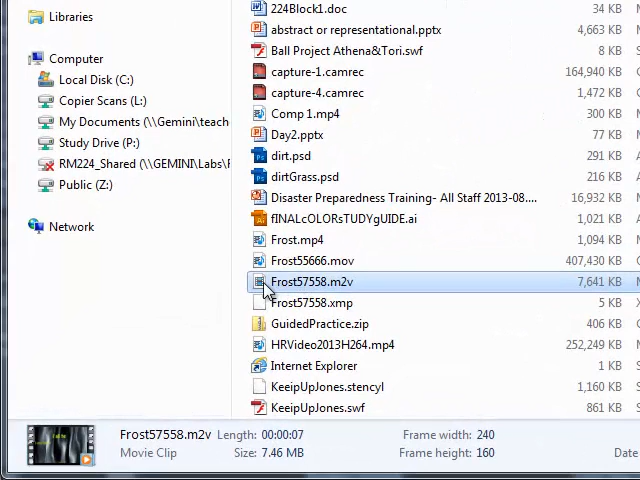 Libraries
Computer
Local Disk (C:)
Copier Scans (L:)
My Documents (\\Gemini\teach
Study Drive (P:)
RM224_Shared (\\GEMINI\Labs\F
Public (Z:)
Network
224Block1.doc 34 KB
abstract or representational.pptx 4,663 KB
Ball Project Athena&Tori.swf 8 KB
capture-1.camrec 164,940 KB
capture-4.camrec 1,472 KB
Comp 1.mp4 300 KB
Day2.pptx 77 KB
dirt.psd 291 KB
dirtGrass.psd 216 KB
Disaster Preparedness Training- All Staff 2013-08.... 16,932 KB
fINALcOLORsTUDYgUIDE.ai 1,021 KB
Frost.mp4 1,094 KB
Frost55666.mov 407,430 KB
Frost57558.m2v 7,641 KB
Frost57558.xmp 5 KB
GuidedPractice.zip 406 KB
HRVideo2013H264.mp4 252,249 KB
Internet Explorer 1 KB
KeeipUpJones.stencyl 1,160 KB
KeeipUpJones.swf 861 KB
Frost57558.m2v Length: 00:00:07 Frame width: 240
Movie Clip Size: 7.46 MB Frame height: 160 Date